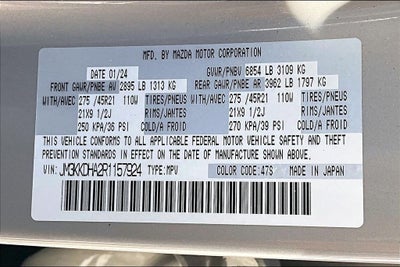 MFD. BY MAZDA MOTOR CORPORATION
DATE 01/24 GVWR/PNBV 6854 LB 3109 KG
FRONT GAWR/PNBE AV 2895 LB 1313 KG REAR GAWR/PNBE AR 3962 LB 1797 KG
WITH/AVEC 275 /45R21 110W TIRES/PNEUS WITH/AVEC 275 /45R21 110W TIRES/PNEUS
21X9 1/2J RIMS/JANTES 21X9 1/2J RIMS/JANTES
250 KPA/36 PSI COLD/A FROID 270 KPA/39 PSI COLD/A FROID
THIS VEHICLE CONFORMS TO ALL APPLICABLE FEDERAL MOTOR VEHICLE SAFETY AND THEFT
PREVENTION STANDARDS IN EFFECT ON THE DATE OF MANUFACTURE SHOWN ABOVE.
VIN: JM3KKDHA2R1157924 TYPE:MPV COLOR CODE:47S MADE IN JAPAN